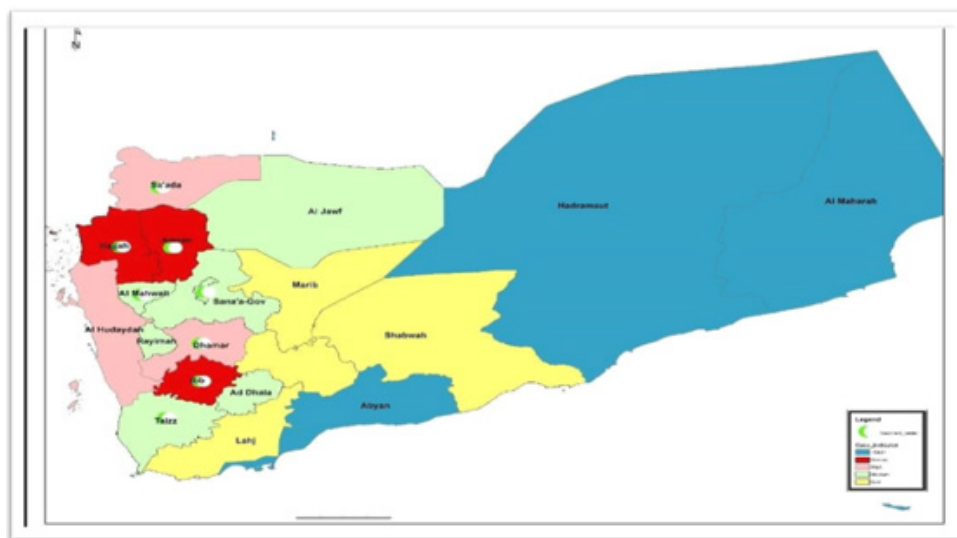 N
Sa'ada
Al Jawf
Hadramout
Al Maharah
Hajjah
Marib
Al Mahwait
Sana'a-Gov
Al Hudaydah
Shabwah
Raymah
Dhamar
Ibb
Ad Dhala
Abyan
Taizz
Lahj
Legend